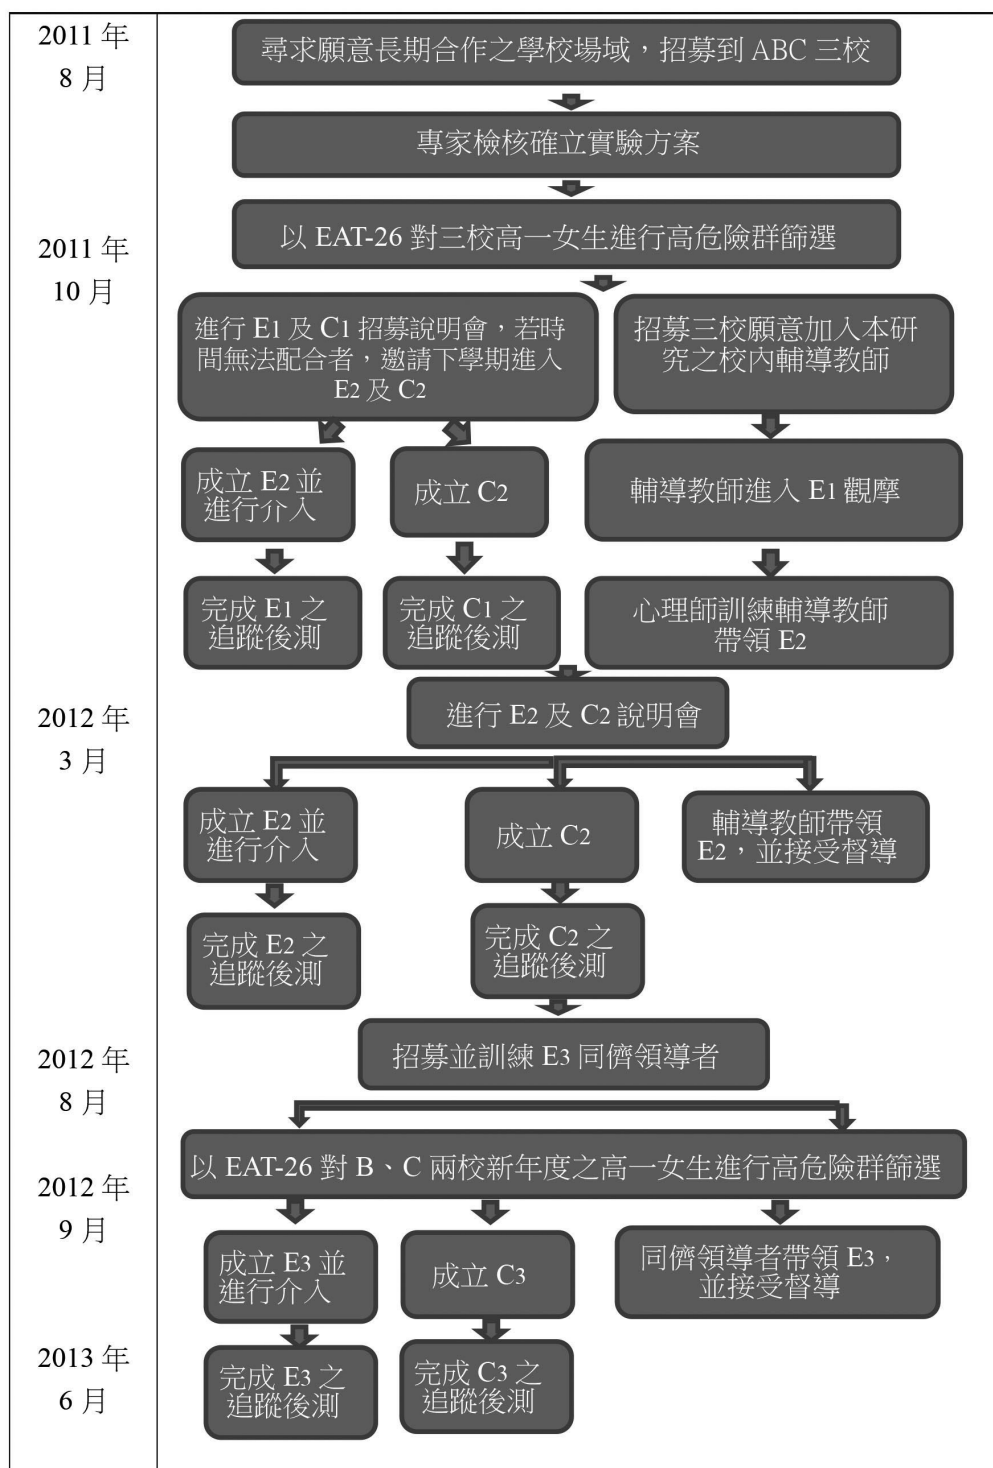 2011 年
8 月
尋求願意長期合作之學校場域，招募到 ABC 三校
專家檢核確立實驗方案
以 EAT-26 對三校高一女生進行高危險群篩選
2011 年
10 月
進行 E1 及 C1 招募說明會，若時
間無法配合者，邀請下學期進入
E2 及 C2
招募三校願意加入本研
究之校內輔導教師
成立 E2 並
進行介入
成立 C2
輔導教師進入 E1 觀摩
完成 E1 之
追蹤後測
完成 C1 之
追蹤後測
心理師訓練輔導教師
帶領 E2
2012 年
3 月
進行 E2 及 C2 說明會
成立 E2 並
進行介入
成立 C2
輔導教師帶領
E2，並接受督導
完成 E2 之
追蹤後測
完成 C2 之
追蹤後測
2012 年
8 月
招募並訓練 E3 同儕領導者
以 EAT-26 對 B、C 兩校新年度之高一女生進行高危險群篩選
2012 年
9 月
成立 E3 並
進行介入
成立 C3
同儕領導者帶領 E3，
並接受督導
2013 年
6 月
完成 E3 之
追蹤後測
完成 C3 之
追蹤後測